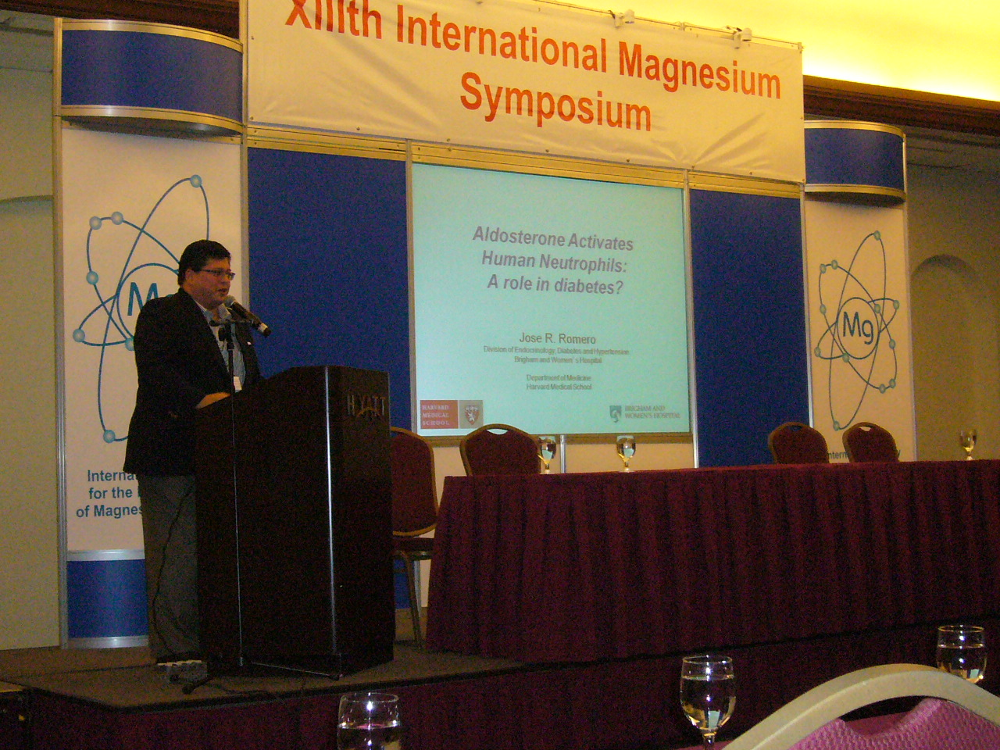 XIIIth International Magnesium
Symposium
Aldosterone Activates
Human Neutrophils:
A role in diabetes?
Jose R. Romero
Division of Endocrinology, Diabetes and Hypertension
Brigham and Women's Hospital
Department of Medicine
Harvard Medical School
HARVARD
MEDICAL
SCHOOL
BRIGHAM AND
WOMEN'S HOSPITAL
HYATT
M
Interna
for the
of Magnes
Mg
Intern
y